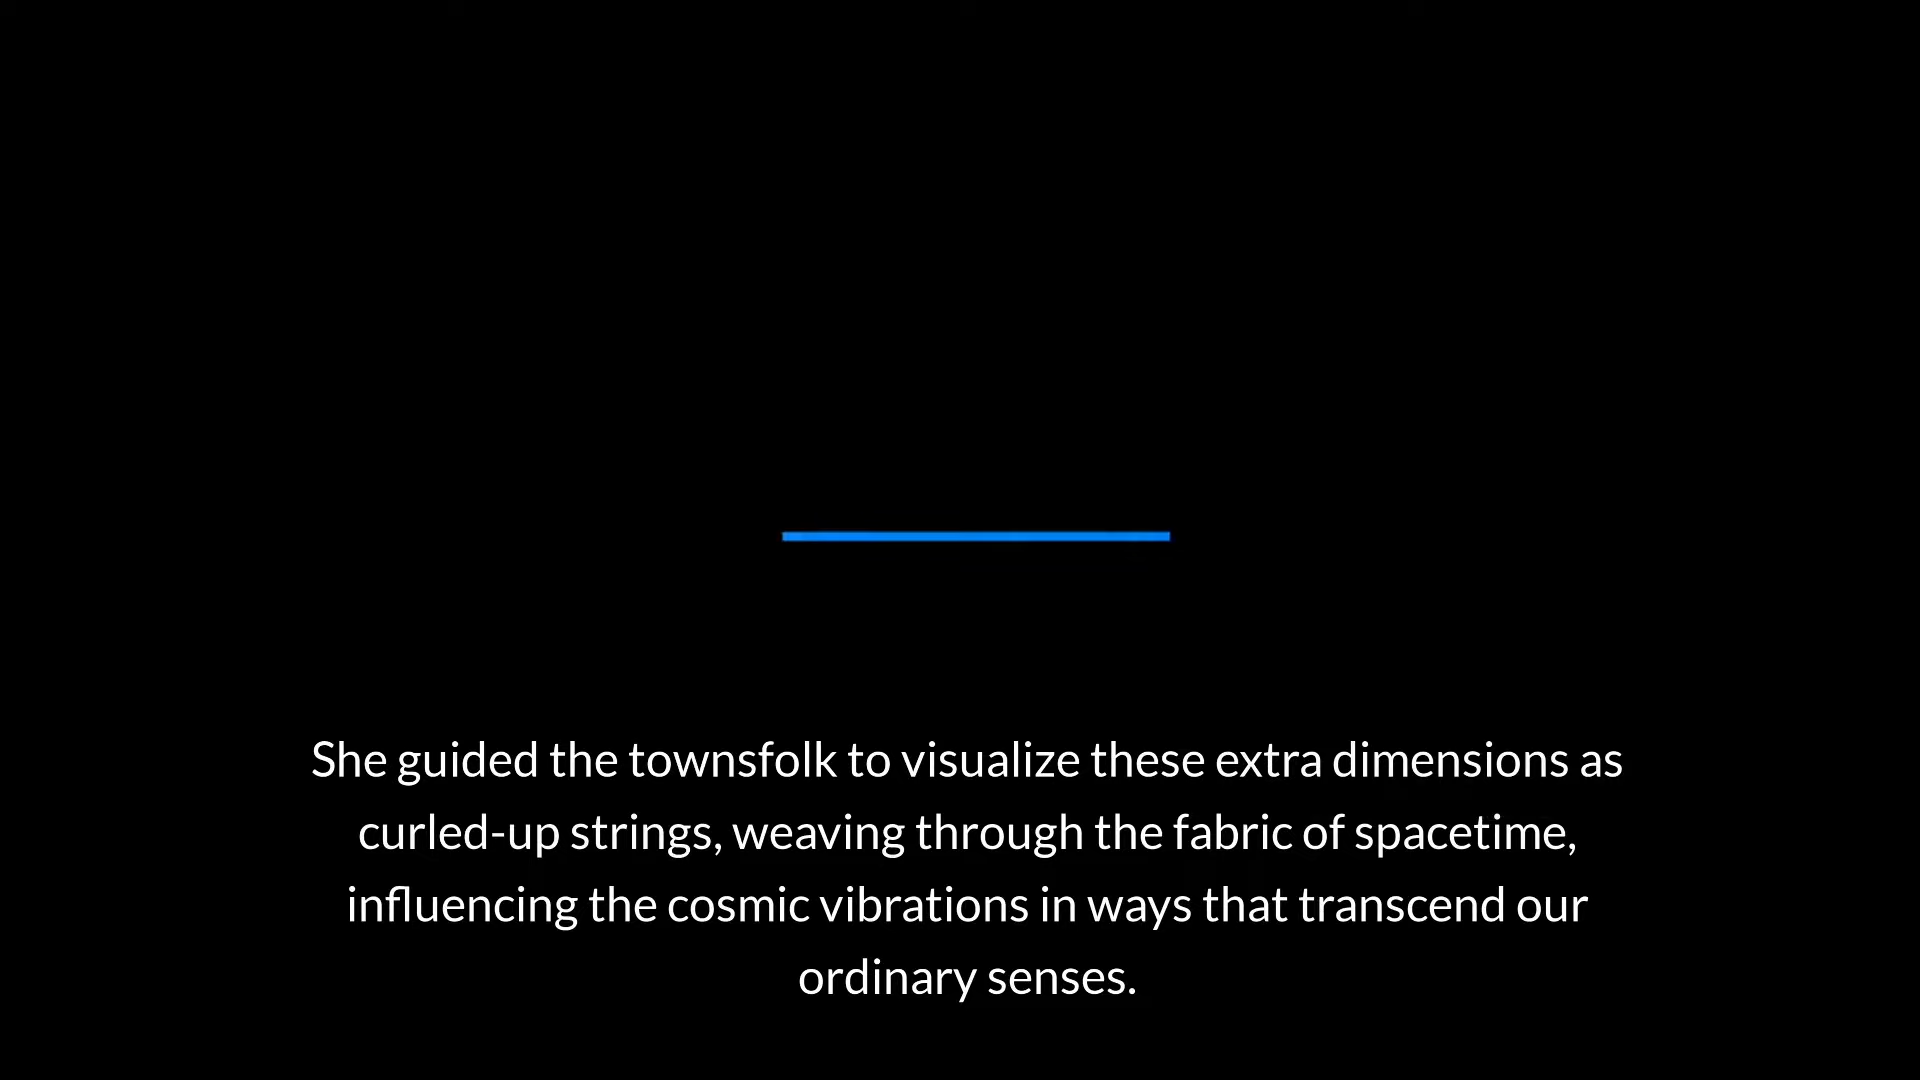 She guided the townsfolk to visualize these extra dimensions as
curled-up strings, weaving through the fabric of spacetime,
influencing the cosmic vibrations in ways that transcend our
ordinary senses.